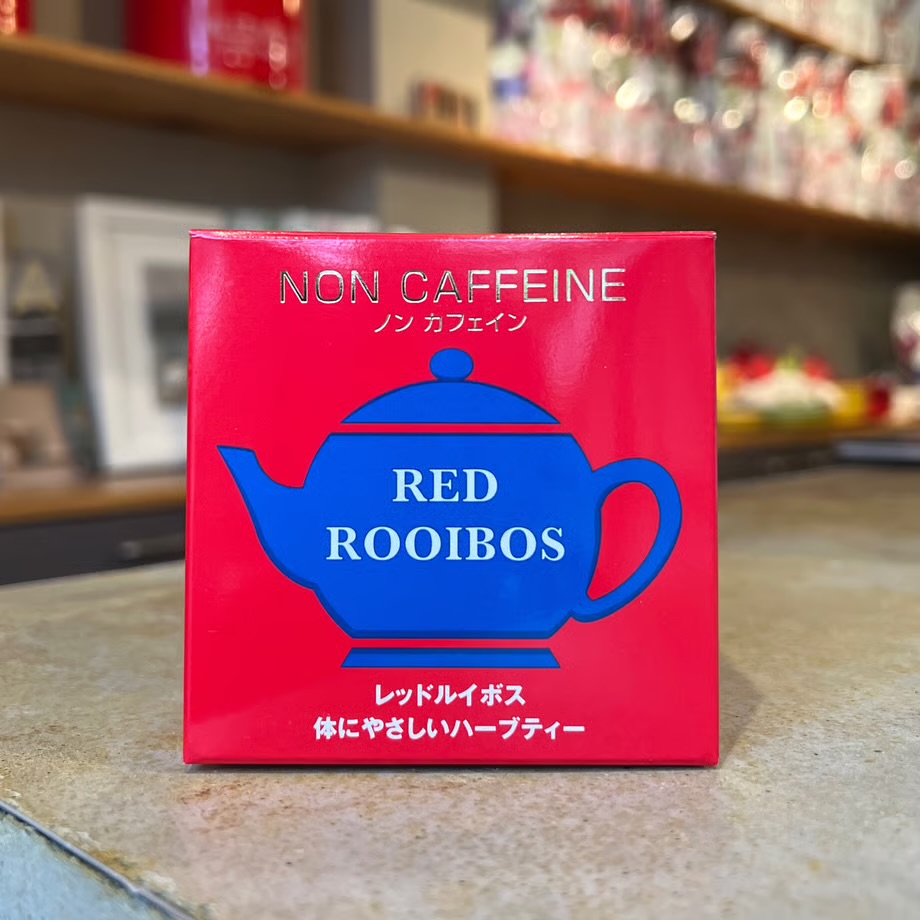 NON CAFFEINE
ノン カフェイン
RED
ROOIBOS
レッドルイボス
体にやさしいハーブティー